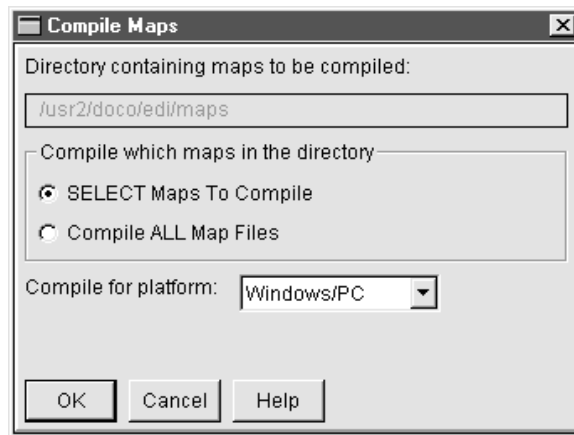 Compile Maps
Directory containing maps to be compiled:
/usr2/doco/edi/maps
Compile which maps in the directory
SELECT Maps To Compile
Compile ALL Map Files
Compile for platform: Windows/PC
OK Cancel Help